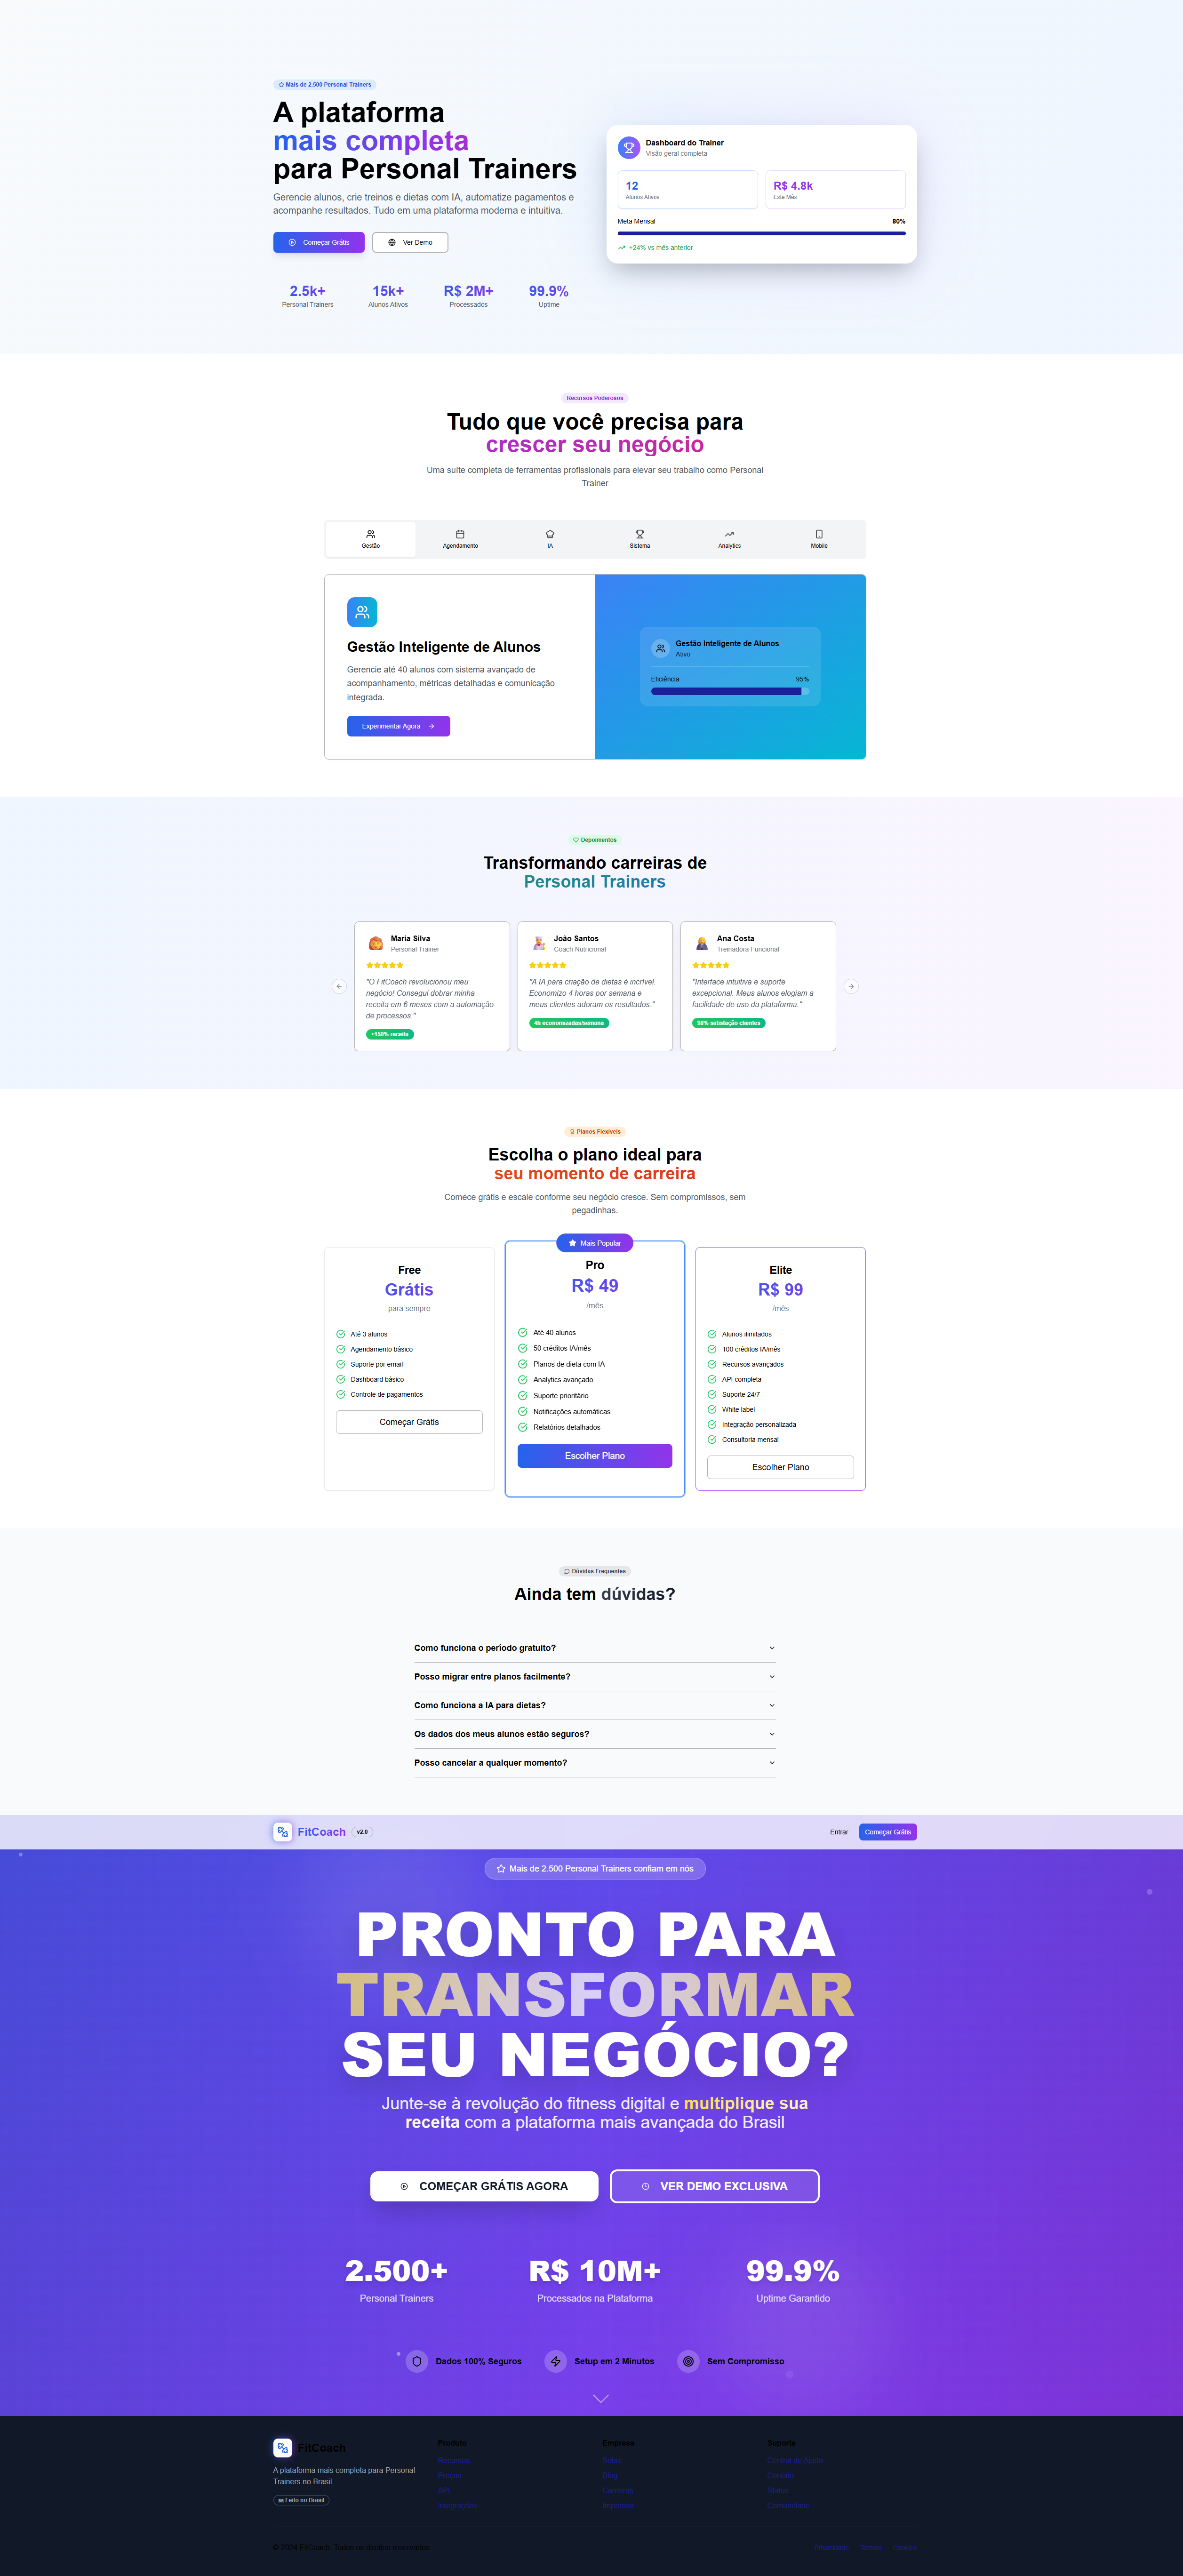 Mais de 2.500 Personal Trainers
A plataforma
mais completa
para Personal Trainers
Gerencie alunos, crie treinos e dietas com IA, automatize pagamentos e
acompanhe resultados. Tudo em uma plataforma moderna e intuitiva.
Começar Grátis
Ver Demo
2.5k+
Personal Trainers
15k+
Alunos Ativos
R$ 2M+
Processados
99.9%
Uptime
Dashboard do Trainer
Visão geral completa
12
Alunos Ativos
R$ 4.8k
Este Mês
Meta Mensal
80%
+24% vs mês anterior
Recursos Poderosos
Tudo que você precisa para
crescer seu negócio
Uma suíte completa de ferramentas profissionais para elevar seu trabalho como Personal
Trainer
Gestão
Agendamento
IA
Sistema
Analytics
Mobile
Gestão Inteligente de Alunos
Gerencie até 40 alunos com sistema avançado de
acompanhamento, métricas detalhadas e comunicação
integrada.
Experimentar Agora
Gestão Inteligente de Alunos
Ativo
Eficiência
95%
Depoimentos
Transformando carreiras de
Personal Trainers
Maria Silva
Personal Trainer
"O FitCoach revolucionou meu
negócio! Consegui dobrar minha
receita em 6 meses com a automação
de processos."
+150% receita
João Santos
Coach Nutricional
"A IA para criação de dietas é incrível.
Economizo 4 horas por semana e
meus clientes adoram os resultados."
4h economizadas/semana
Ana Costa
Treinadora Funcional
"Interface intuitiva e suporte
excepcional. Meus alunos elogiam a
facilidade de uso da plataforma."
98% satisfação clientes
Planos Flexíveis
Escolha o plano ideal para
seu momento de carreira
Comece grátis e escale conforme seu negócio cresce. Sem compromissos, sem
pegadinhas.
Free
Grátis
para sempre
Até 3 alunos
Agendamento básico
Suporte por email
Dashboard básico
Controle de pagamentos
Começar Grátis
Mais Popular
Pro
R$ 49
/mês
Até 40 alunos
50 créditos IA/mês
Planos de dieta com IA
Analytics avançado
Suporte prioritário
Notificações automáticas
Relatórios detalhados
Escolher Plano
Elite
R$ 99
/mês
Alunos ilimitados
100 créditos IA/mês
Recursos avançados
API completa
Suporte 24/7
White label
Integração personalizada
Consultoria mensal
Escolher Plano
Dúvidas Frequentes
Ainda tem dúvidas?
Como funciona o período gratuito?
Posso migrar entre planos facilmente?
Como funciona a IA para dietas?
Os dados dos meus alunos estão seguros?
Posso cancelar a qualquer momento?
FitCoach
v2.0
Entrar
Começar Grátis
Mais de 2.500 Personal Trainers confiam em nós
PRONTO PARA
TRANSFORMAR
SEU NEGÓCIO?
Junte-se à revolução do fitness digital e multiplique sua
receita com a plataforma mais avançada do Brasil
COMEÇAR GRÁTIS AGORA
VER DEMO EXCLUSIVA
2.500+
Personal Trainers
R$ 10M+
Processados na Plataforma
99.9%
Uptime Garantido
Dados 100% Seguros
Setup em 2 Minutos
Sem Compromisso
FitCoach
A plataforma mais completa para Personal
Trainers no Brasil.
Feito no Brasil
Produto
Recursos
Preços
API
Integrações
Empresa
Sobre
Blog
Carreiras
Imprensa
Suporte
Central de Ajuda
Contato
Status
Comunidade
© 2024 FitCoach. Todos os direitos reservados.
Privacidade
Termos
Cookies